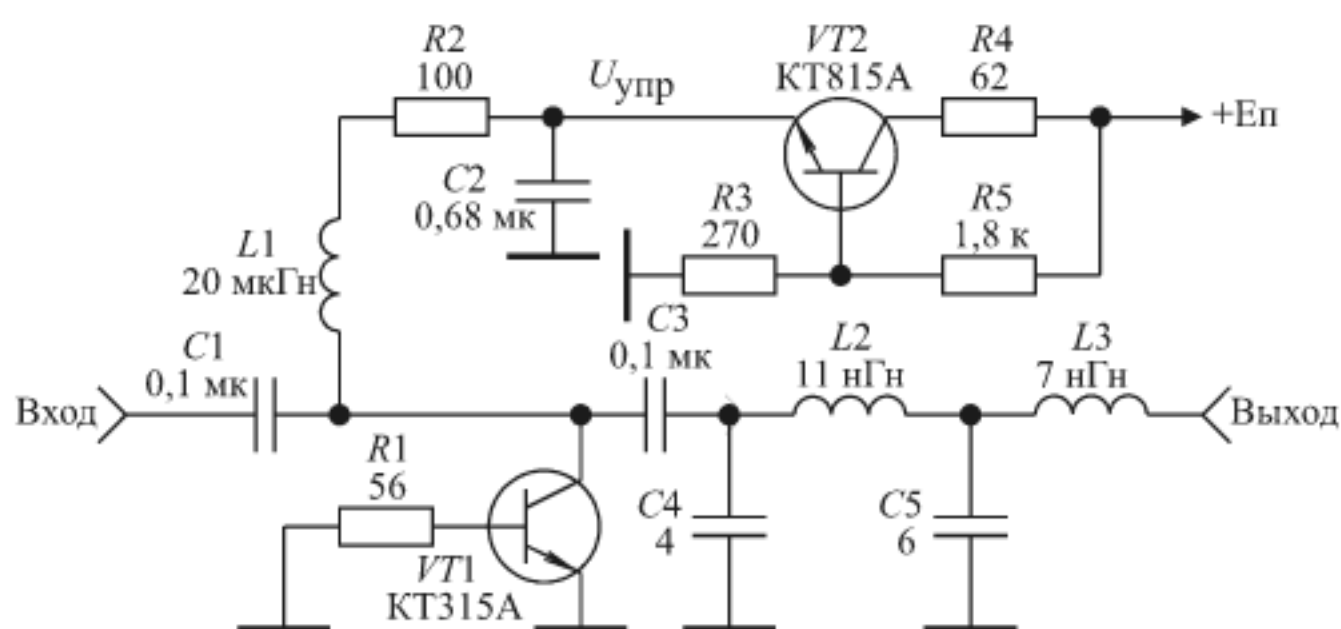 R2
100
Uупр
VT2
КТ815А
R4
62
+Еп
C2
0,68 мк
R3
270
R5
1,8 к
L1
20 мкГн
C1
0,1 мк
C3
0,1 мк
L2
11 нГн
L3
7 нГн
Вход
Выход
R1
56
VT1
КТ315А
C4
4
C5
6